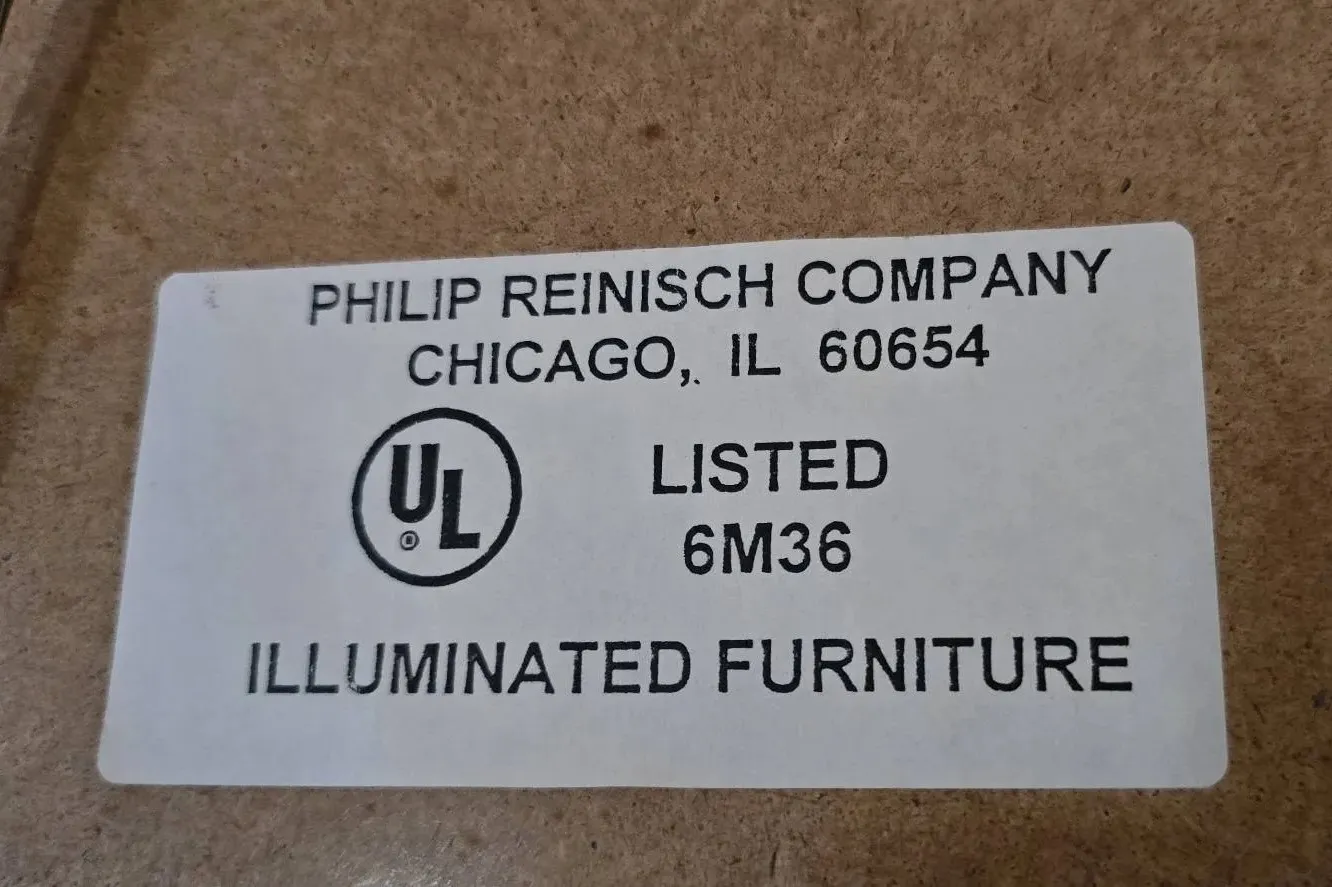 PHILIP REINISCH COMPANY
CHICAGO,. IL 60654
UL® LISTED
6M36
ILLUMINATED FURNITURE